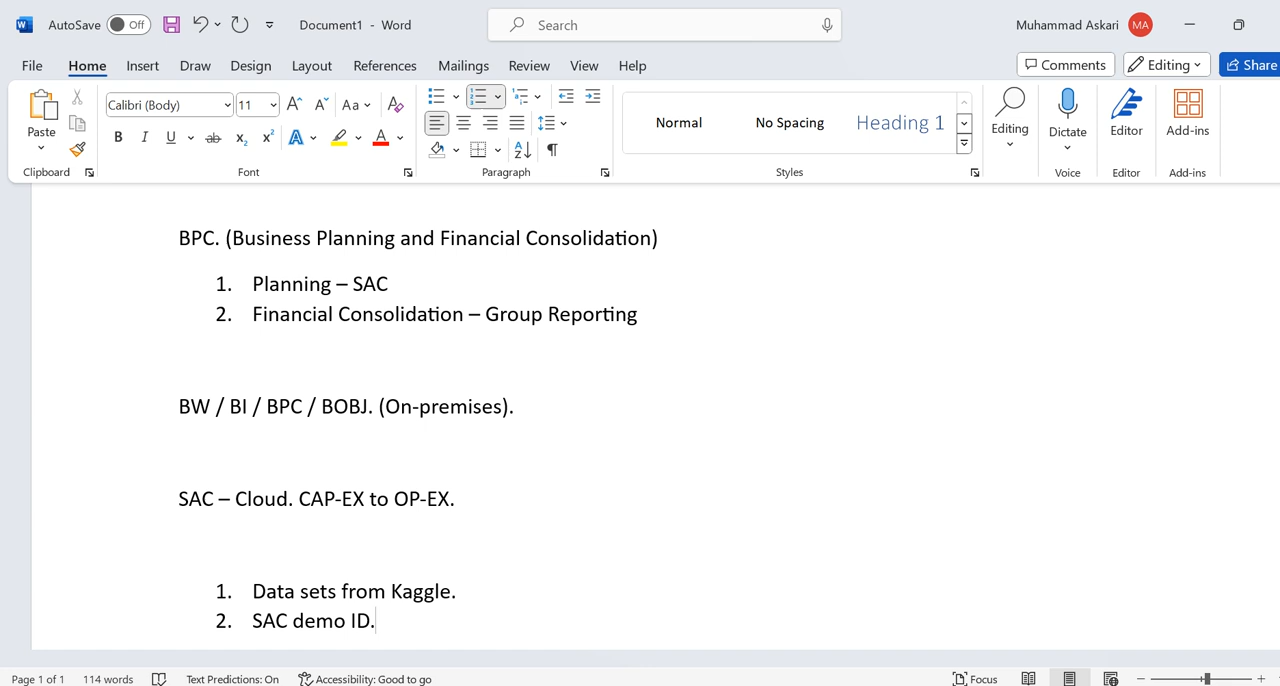 AutoSave Off Document1 - Word Search Muhammad Askari MA
File Home Insert Draw Design Layout References Mailings Review View Help Comments Editing Share
Paste Calibri (Body) 11 Normal No Spacing Heading 1 Editing Dictate Editor Add-ins
Clipboard Font Paragraph Styles Voice Editor Add-ins
BPC. (Business Planning and Financial Consolidation)
1. Planning – SAC
2. Financial Consolidation – Group Reporting
BW / BI / BPC / BOBJ. (On-premises).
SAC – Cloud. CAP-EX to OP-EX.
1. Data sets from Kaggle.
2. SAC demo ID.
Page 1 of 1 114 words Text Predictions: On Accessibility: Good to go Focus